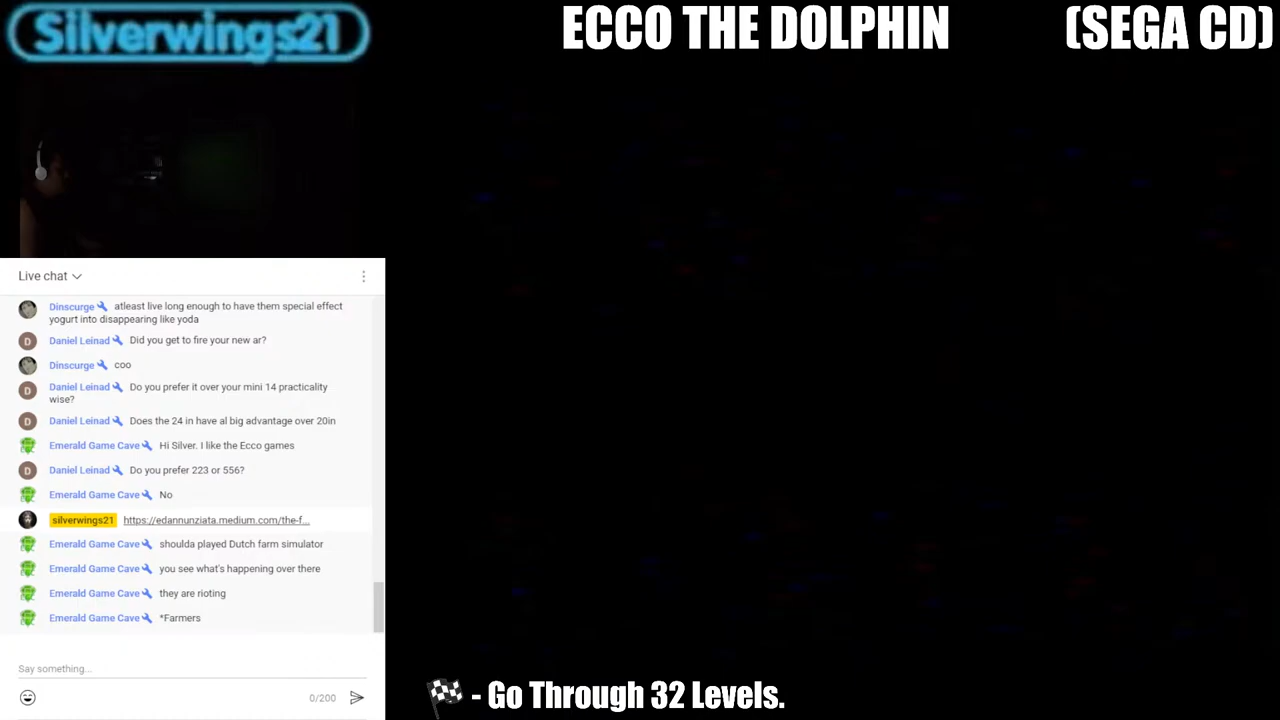 Silverwings21
ECCO THE DOLPHIN (SEGA CD)
Live chat
Dinscurge atleast live long enough to have them special effect
yogurt into disappearing like yoda
D Daniel Leinad Did you get to fire your new ar?
Dinscurge coo
D Daniel Leinad Do you prefer it over your mini 14 practicality
wise?
D Daniel Leinad Does the 24 in have al big advantage over 20in
Emerald Game Cave Hi Silver. I like the Ecco games
D Daniel Leinad Do you prefer 223 or 556?
Emerald Game Cave No
silverwings21 https://edannunziata.medium.com/the-f...
Emerald Game Cave shoulda played Dutch farm simulator
Emerald Game Cave you see what's happening over there
Emerald Game Cave they are rioting
Emerald Game Cave *Farmers
Say something...
0/200
- Go Through 32 Levels.